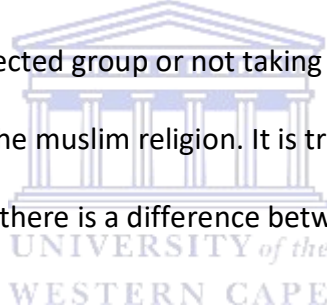 ected group or not taking
ne muslim religion. It is tr
there is a difference betw
UNIVERSITY of the
WESTERN CAPE